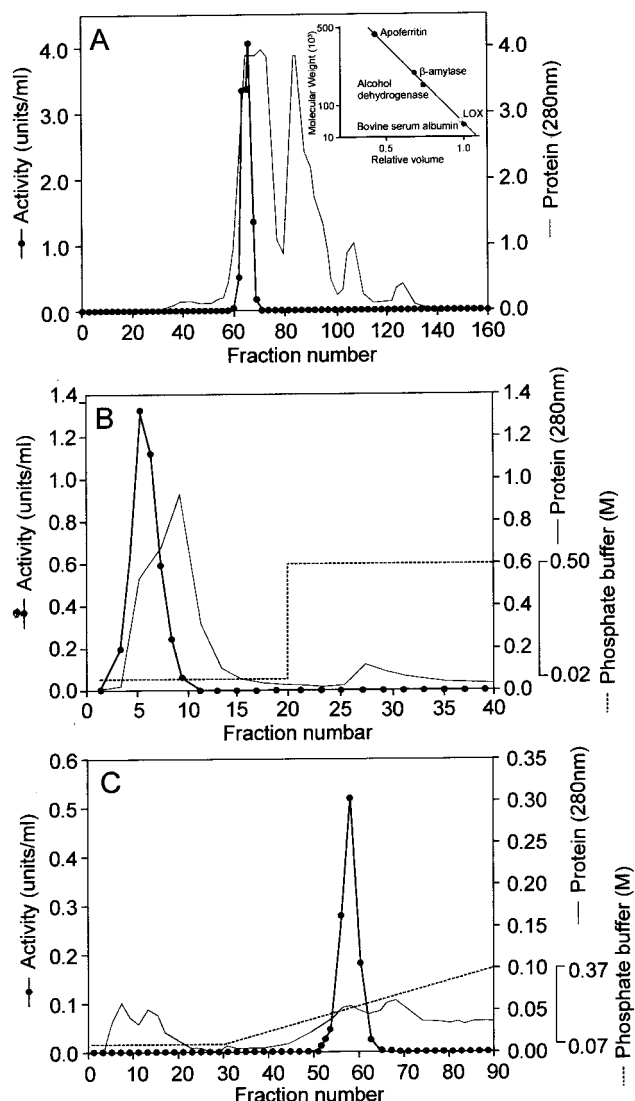 A
Activity (units/ml)
4.0
3.0
2.0
1.0
0.0
0 20 40 60 80 100 120 140 160
Fraction number
4.0
3.0
2.0
1.0
0.0
Protein (280nm)
Molecular Weight (10³)
500
100
10
Apoferritin
β-amylase
Alcohol
dehydrogenase
LOX
Bovine serum albumin
0.5 1.0
Relative volume
B
Activity (units/ml)
1.4
1.2
1.0
0.8
0.6
0.4
0.2
0.0
0 5 10 15 20 25 30 35 40
Fraction numbar
1.4
1.2
1.0
0.8
0.6
0.4
0.2
0.0
Protein (280nm)
0.50
0.02
Phosphate buffer (M)
C
Activity (units/ml)
0.6
0.5
0.4
0.3
0.2
0.1
0.0
0 10 20 30 40 50 60 70 80 90
Fraction number
0.35
0.30
0.25
0.20
0.15
0.10
0.05
0.00
Protein (280nm)
0.37
0.07
Phosphate buffer (M)